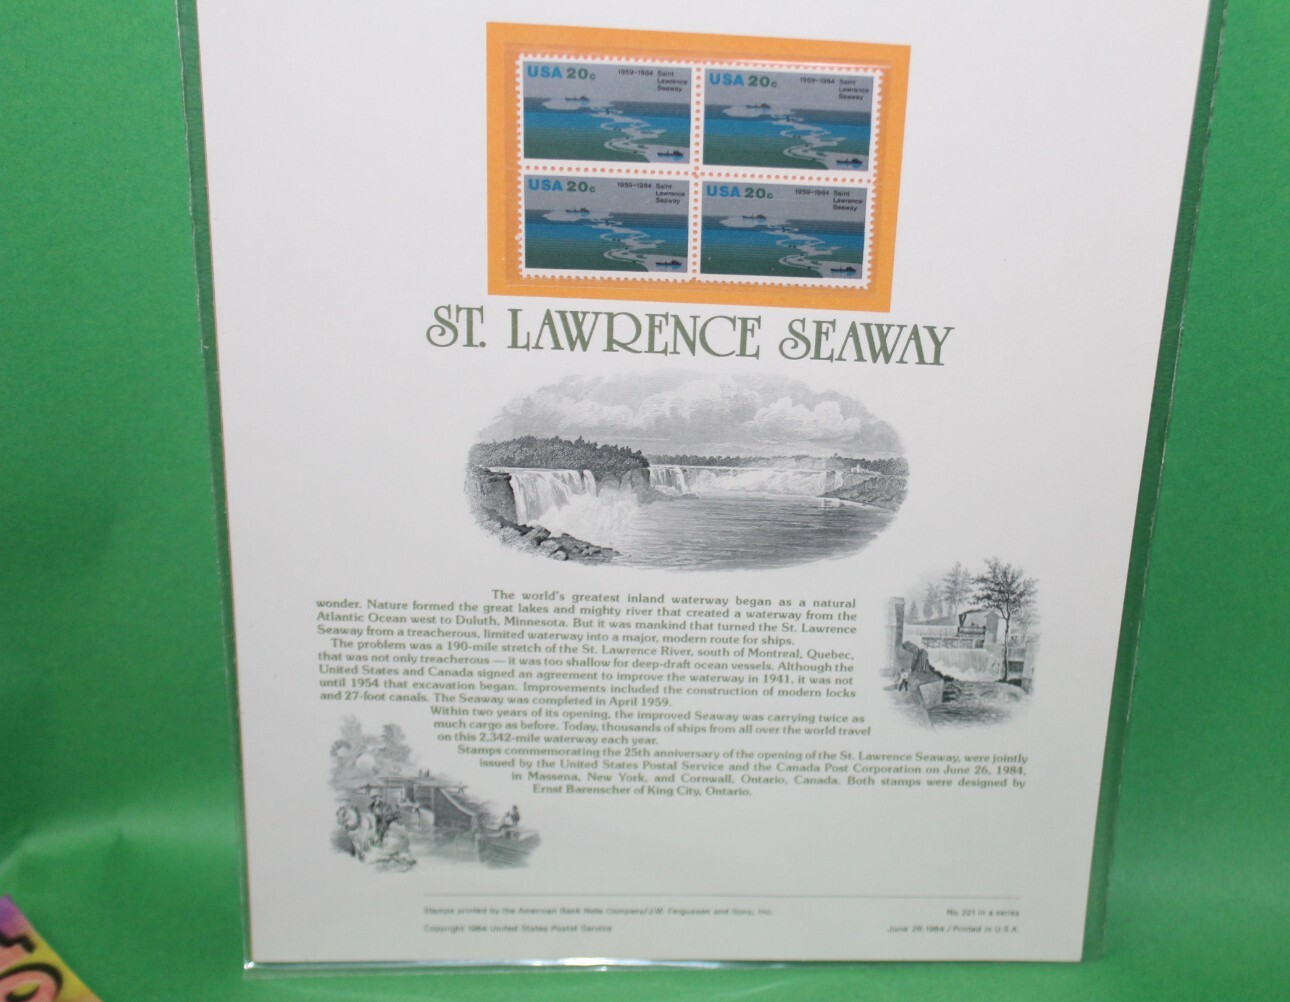 USA 20c 1959-1984 Saint
Lawrence
Seaway
USA 20c 1959-1984 Saint
Lawrence
Seaway
USA 20c 1959-1984 Saint
Lawrence
Seaway
USA 20c 1959-1984 Saint
Lawrence
Seaway
ST. LAWRENCE SEAWAY
The world's greatest inland waterway began as a natural
wonder. Nature formed the great lakes and mighty river that created a waterway from the
Atlantic Ocean west to Duluth, Minnesota. But it was mankind that turned the St. Lawrence
Seaway from a treacherous, limited waterway into a major, modern route for ships.
The problem was a 190-mile stretch of the St. Lawrence River, south of Montreal, Quebec,
that was not only treacherous — it was too shallow for deep-draft ocean vessels. Although the
United States and Canada signed an agreement to improve the waterway in 1941, it was not
until 1954 that excavation began. Improvements included the construction of modern locks
and 27-foot canals. The Seaway was completed in April 1959.
Within two years of its opening, the improved Seaway was carrying twice as
much cargo as before. Today, thousands of ships from all over the world travel
on this 2,342-mile waterway each year.
Stamps commemorating the 25th anniversary of the opening of the St. Lawrence Seaway, were jointly
issued by the United States Postal Service and the Canada Post Corporation on June 26, 1984,
in Massena, New York, and Cornwall, Ontario, Canada. Both stamps were designed by
Ernst Barenscher of King City, Ontario.
Stamps printed by the American Bank Note Company/J.W. Fergusson and Sons, Inc.
No. 221 in a series
Copyright 1984 United States Postal Service
June 26, 1984 / Printed in U.S.A.